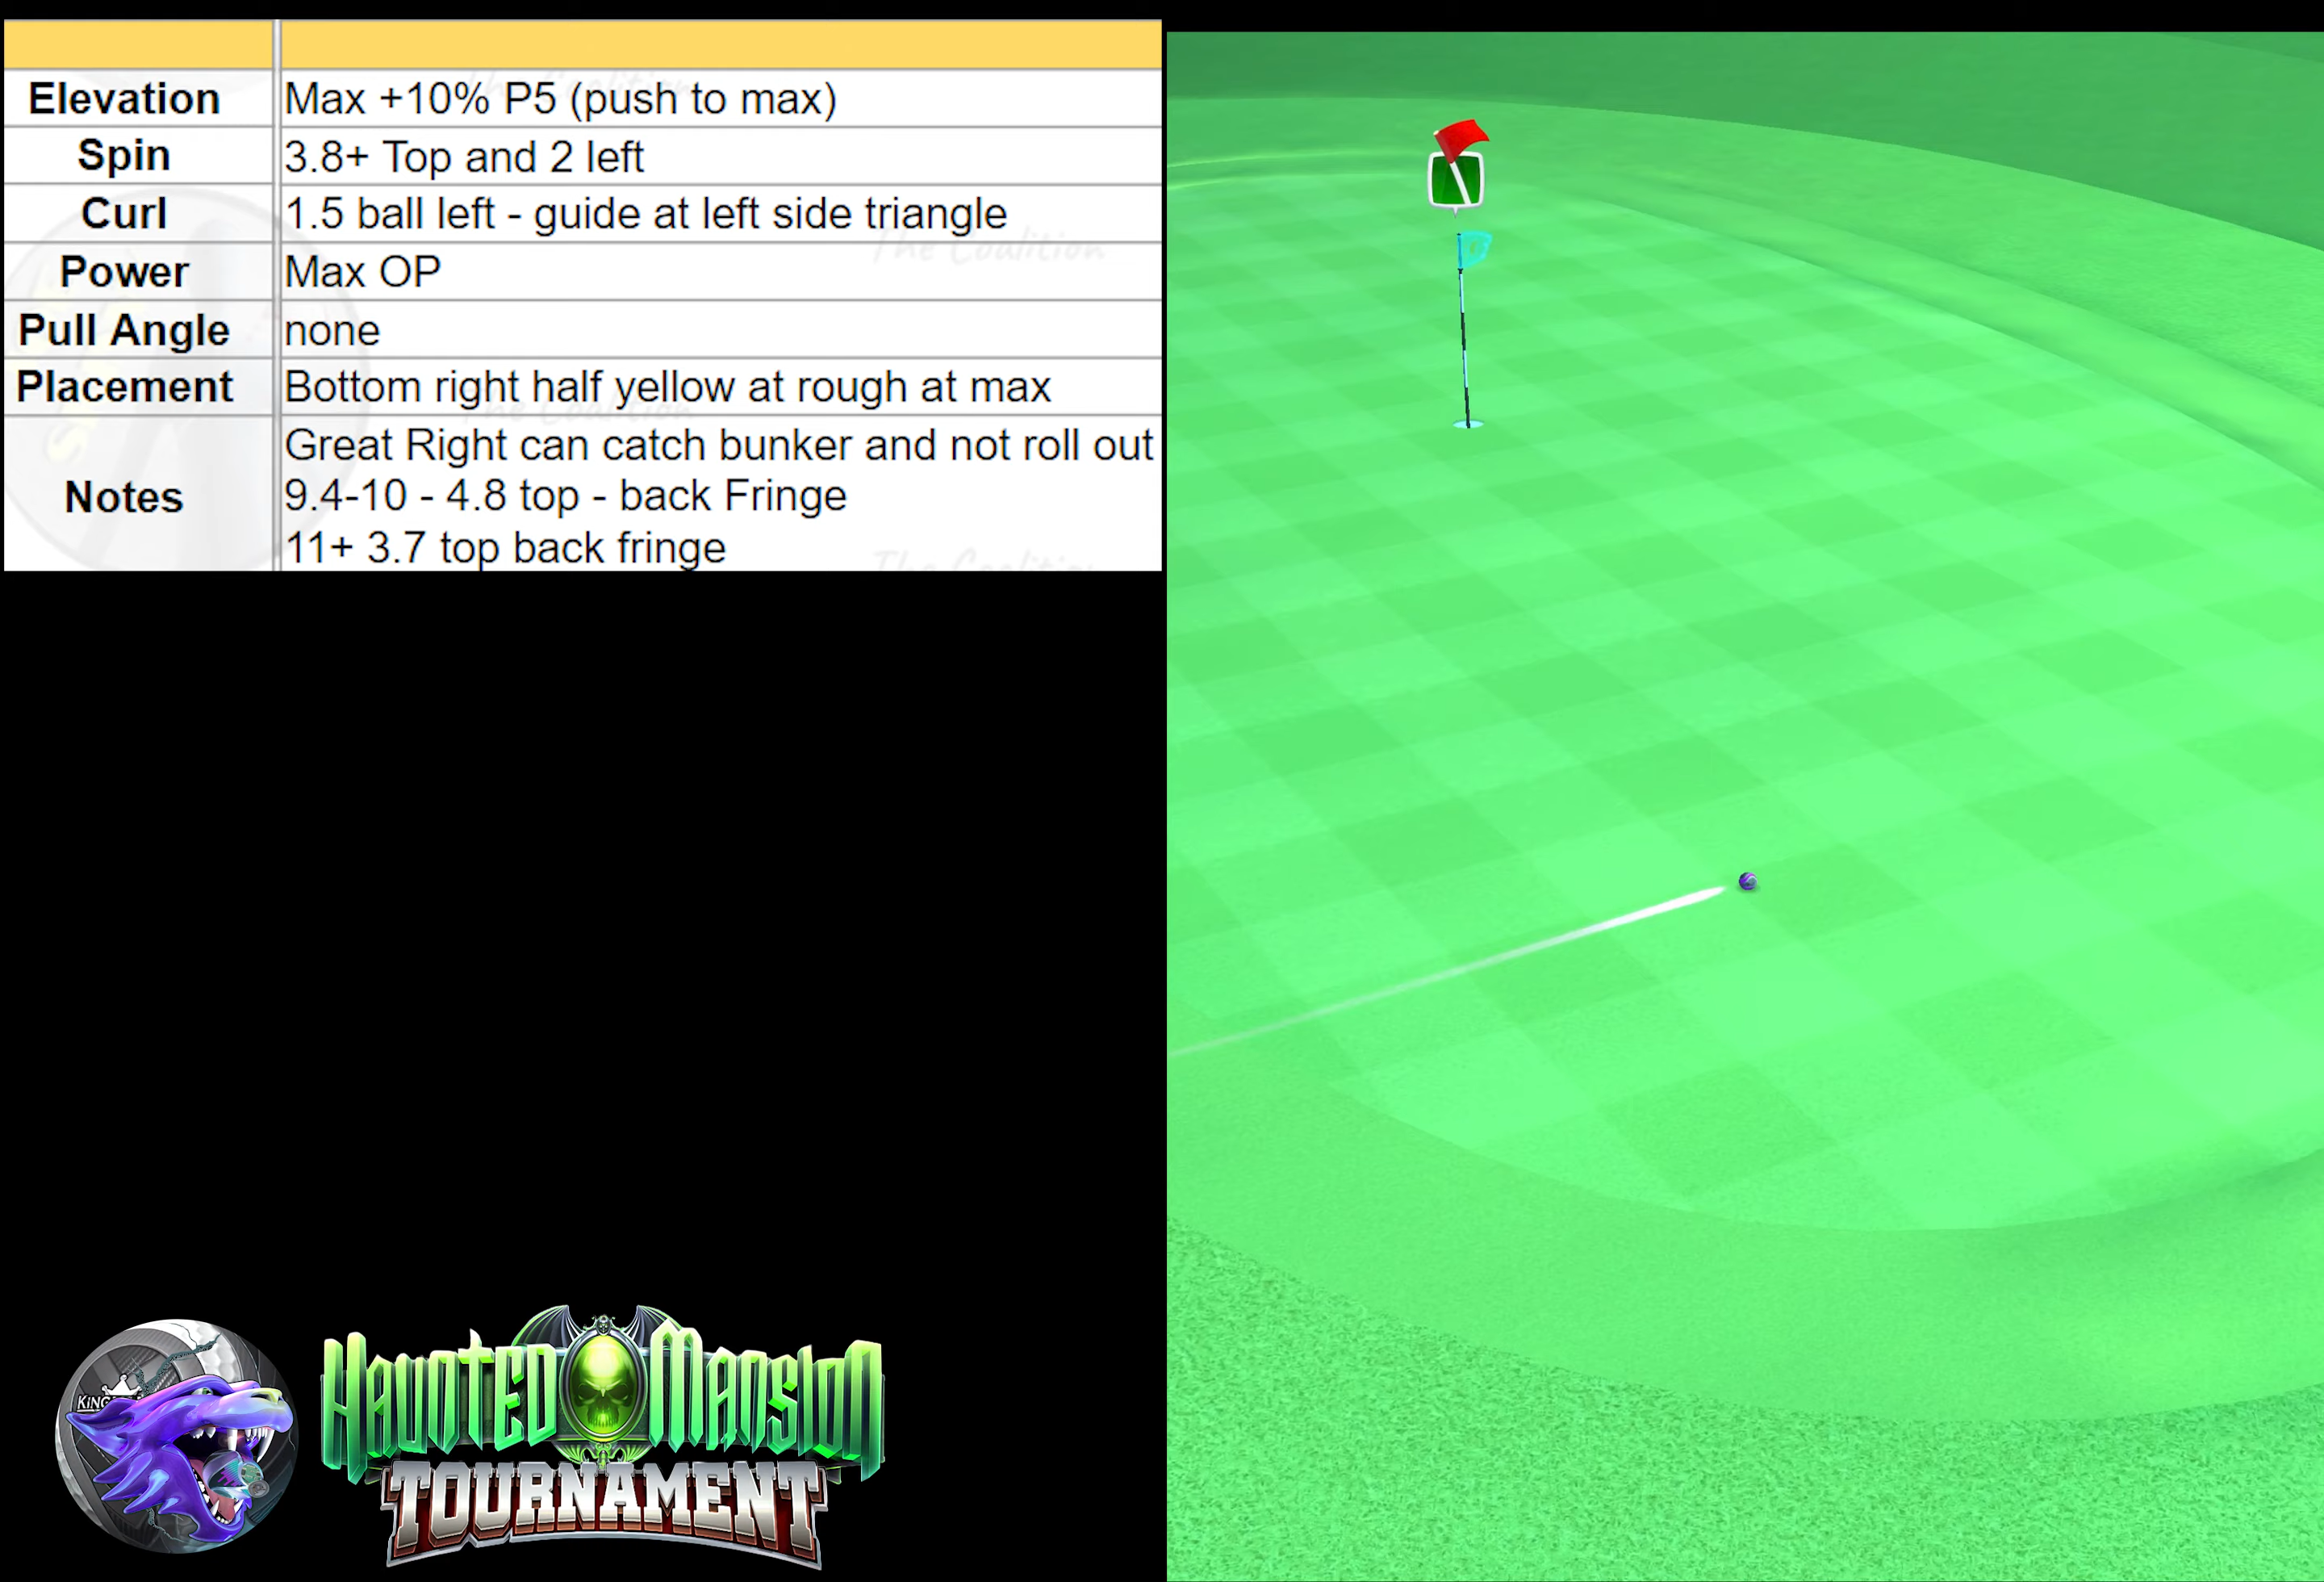 Elevation Max +10% P5 (push to max)
Spin 3.8+ Top and 2 left
Curl 1.5 ball left - guide at left side triangle
Power Max OP
Pull Angle none
Placement Bottom right half yellow at rough at max
Notes Great Right can catch bunker and not roll out
9.4-10 - 4.8 top - back Fringe
11+ 3.7 top back fringe
The Coalition
HAUNTED MANSION
TOURNAMENT